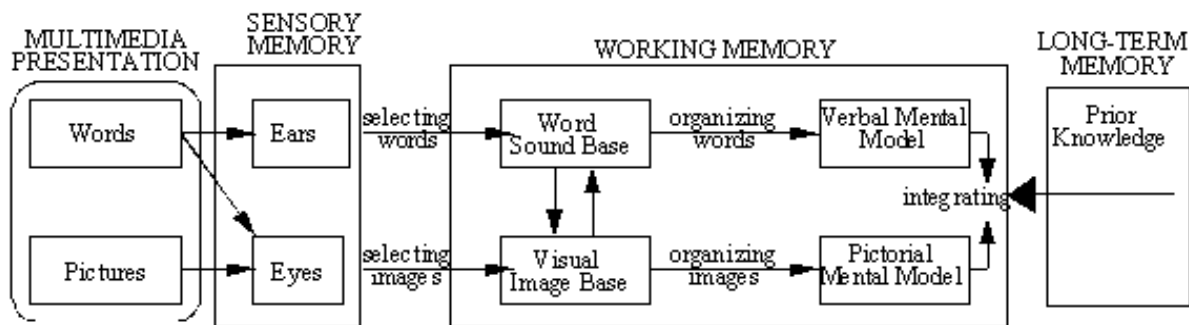 MULTIMEDIA
PRESENTATION
SENSORY
MEMORY
WORKING MEMORY
LONG-TERM
MEMORY
Words
Ears
selecting
words
Word
Sound Base
organizing
words
Verbal Mental
Model
Prior
Knowledge
integrating
Pictures
Eyes
selecting
images
Visual
Image Base
organizing
images
Pictorial
Mental Model